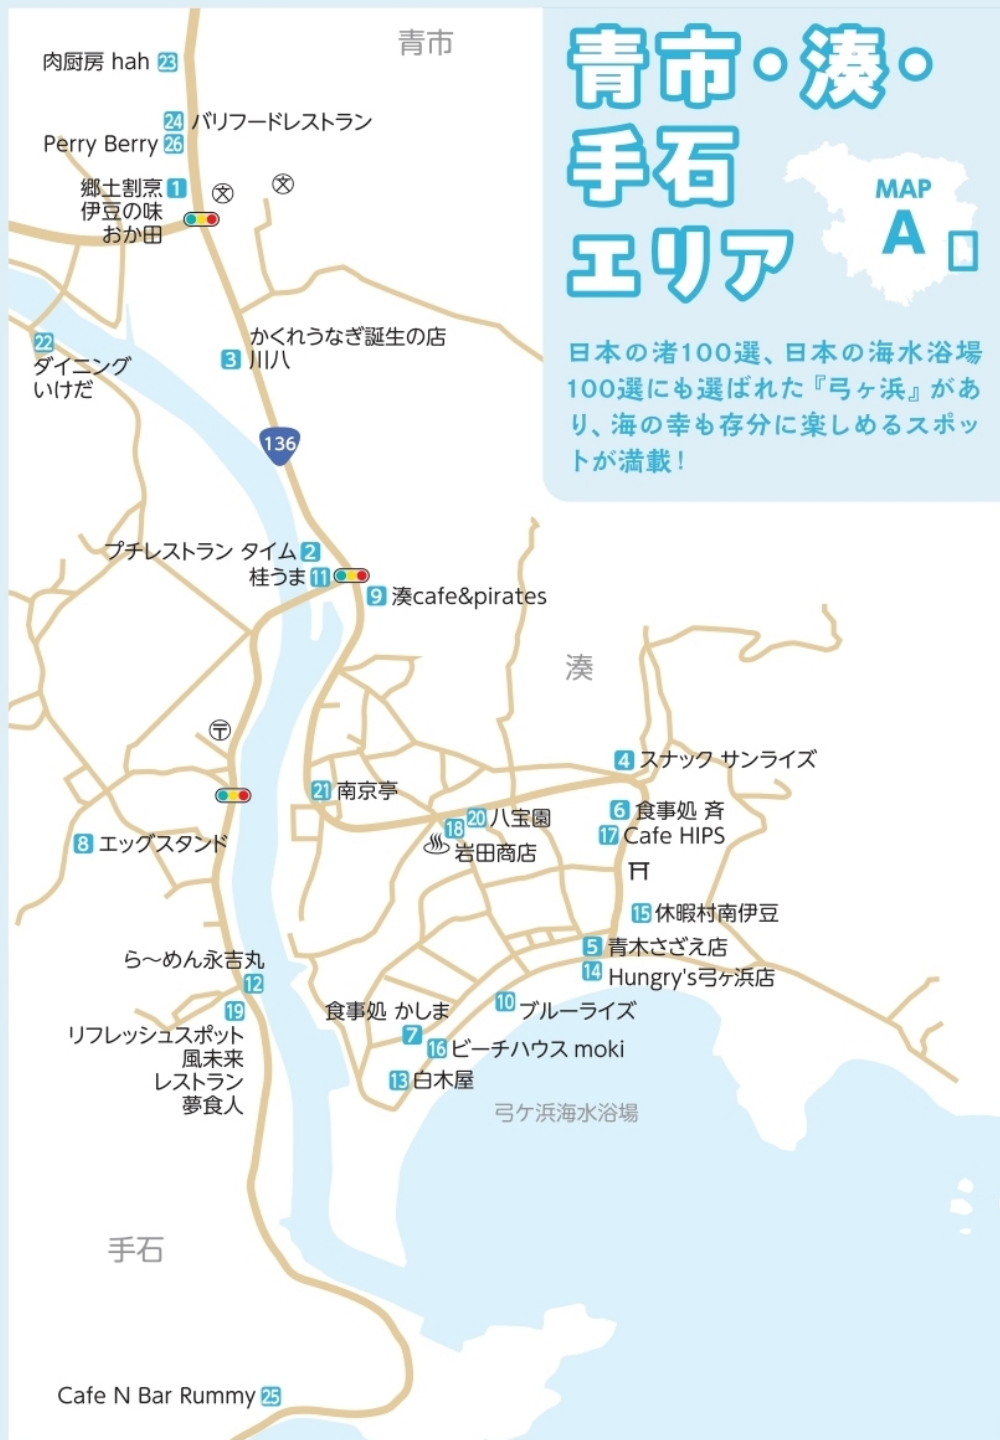 青市・湊・
手石
エリア
MAP
A
日本の渚100選、日本の海水浴場
100選にも選ばれた『弓ヶ浜』があ
り、海の幸も存分に楽しめるスポッ
トが満載！
青市
肉厨房 hah 23
24 バリフードレストラン
Perry Berry 26
郷土割烹 1
伊豆の味
おか田
文
文
22
ダイニング
いけだ
かくれうなぎ誕生の店
3 川八
136
プチレストラン タイム 2
桂うま 11
9 湊cafe&pirates
湊
〒
4 スナック サンライズ
21 南京亭
6 食事処 斉
20 八宝園
17 Cafe HIPS
18
岩田商店
8 エッグスタンド
15 休暇村南伊豆
5 青木さざえ店
14 Hungry's弓ヶ浜店
ら〜めん永吉丸
12
10 ブルーライズ
19
リフレッシュスポット
風未来
レストラン
夢食人
食事処 かしま
7
16 ビーチハウス moki
13 白木屋
弓ケ浜海水浴場
手石
Cafe N Bar Rummy 25